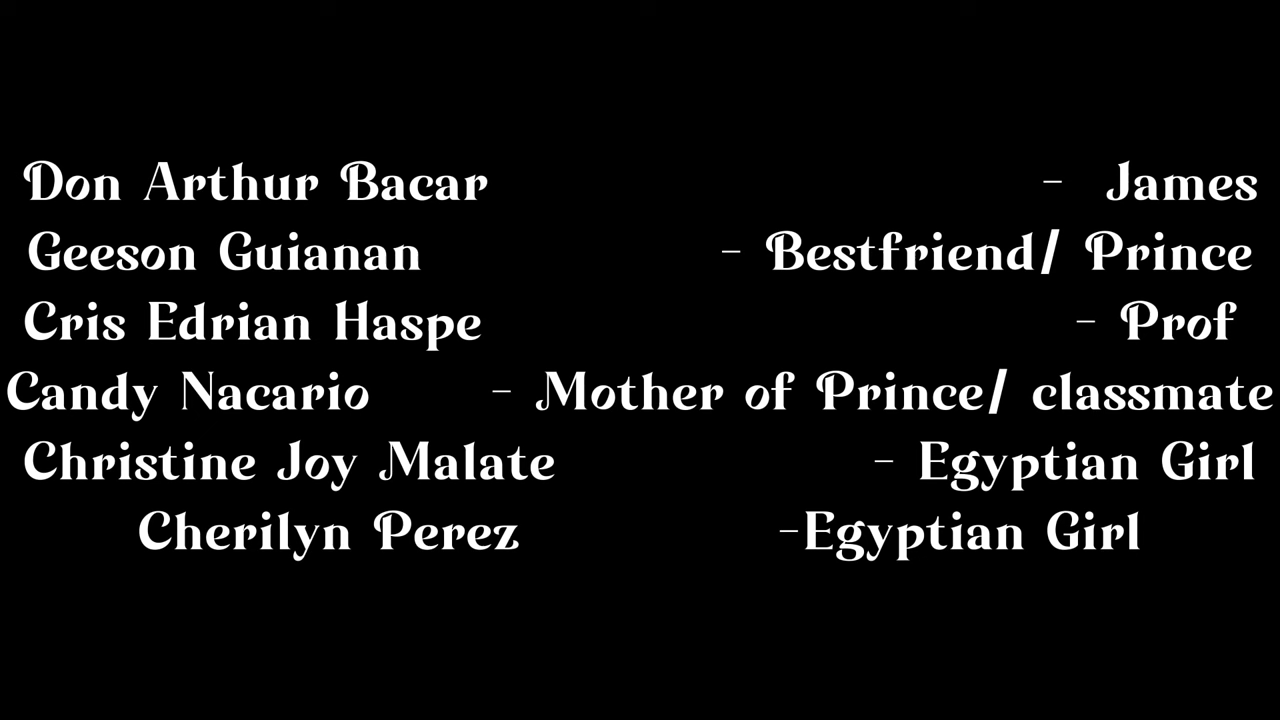 Don Arthur Bacar - James
Geeson Guianan - Bestfriend/ Prince
Cris Edrian Haspe - Prof
Candy Nacario - Mother of Prince/ classmate
Christine Joy Malate - Egyptian Girl
Cherilyn Perez -Egyptian Girl